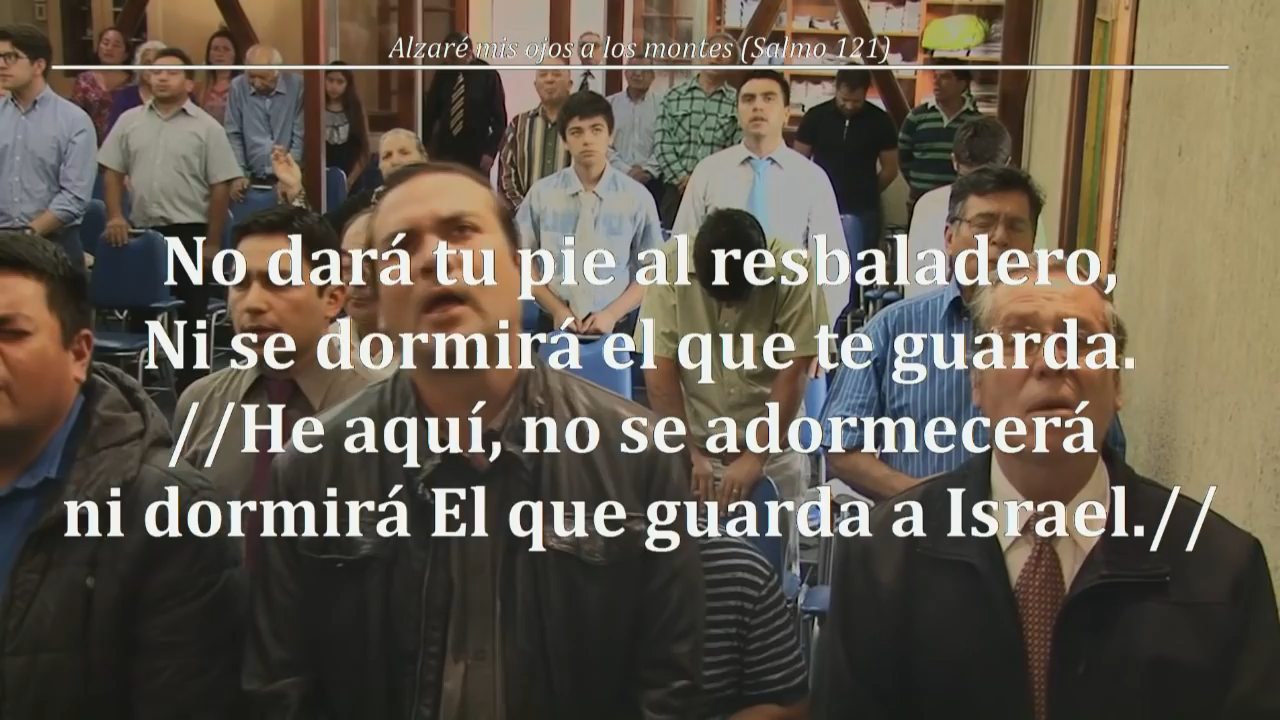 Alzaré mis ojos a los montes (Salmo 121)
No dará tu pie al resbaladero,
Ni se dormirá el que te guarda.
//He aquí, no se adormecerá
ni dormirá El que guarda a Israel.//